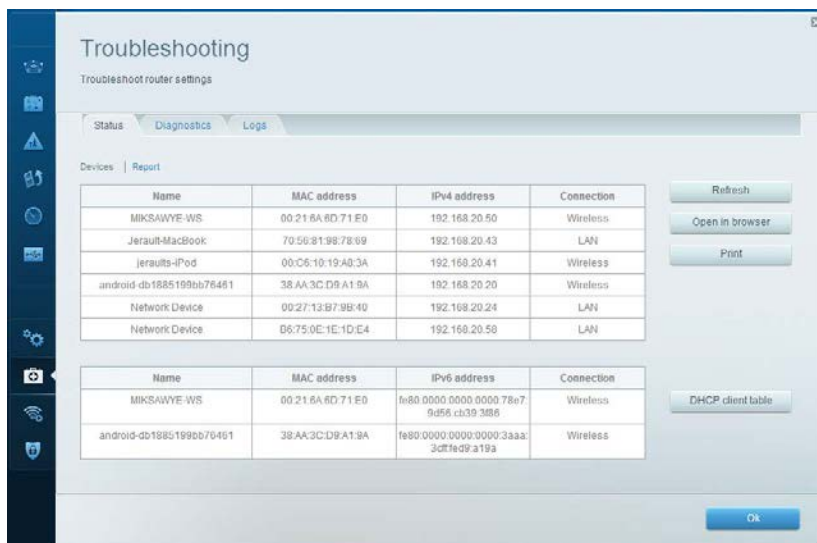 Troubleshooting
Troubleshoot router settings
Status Diagnostics Logs
Devices | Report
Name MAC address IPv4 address Connection
MIKSAWYE-WS 00:21:6A:6D:71:E0 192.168.20.50 Wireless
Jerault-MacBook 70:56:81:98:78:69 192.168.20.43 LAN
jeraults-iPod 00:C6:10:19:A8:3A 192.168.20.41 Wireless
android-db1885199bb76461 38:AA:3C:D9:A1:9A 192.168.20.20 Wireless
Network Device 00:27:13:B7:9B:40 192.168.20.24 LAN
Network Device D6:75:0E:1E:1D:E4 192.168.20.58 LAN
Refresh
Open in browser
Print
Name MAC address IPv6 address Connection
MIKSAWYE-WS 00:21:6A:6D:71:E0 fe80:0000:0000:0000:78e7:
9d56:cb39:3f86 Wireless
android-db1885199bb76461 38:AA:3C:D9:A1:9A fe80:0000:0000:0000:3aaa:
3cff:fed9:a19a Wireless
DHCP client table
Ok